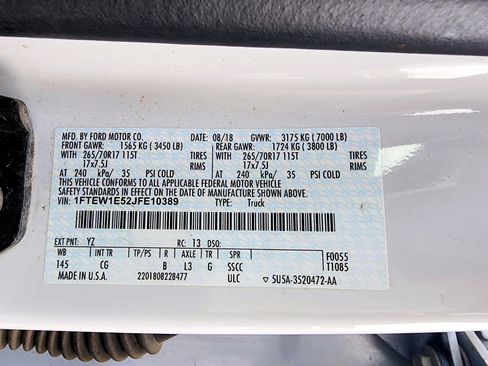 MFD. BY FORD MOTOR CO. 08/18 GVWR: 3175 KG ( 7000 LB)
FRONT GAWR: 1565 KG ( 3450 LB) REAR GAWR: 1724 KG ( 3800 LB)
WITH 265/70R17 115T TIRES WITH 265/70R17 115T TIRES
17x7.5J RIMS 17x7.5J RIMS
AT 240 kPa/ 35 PSI COLD AT 240 kPa/ 35 PSI COLD
THIS VEHICLE CONFORMS TO ALL APPLICABLE FEDERAL MOTOR VEHICLE
SAFETY STANDARDS IN EFFECT ON THE DATE OF MANUFACTURE SHOWN ABOVE.
VIN: 1FTEW1E52JFE10389 TYPE: Truck
EXT PNT: YZ RC: 13 DSO: F0055
WB INT TR TP/PS R AXLE TR SPR T1085
145 CG B L3 G SSCC
MADE IN U.S.A. 2201808228477 ULC 5U5A-3520472-AA